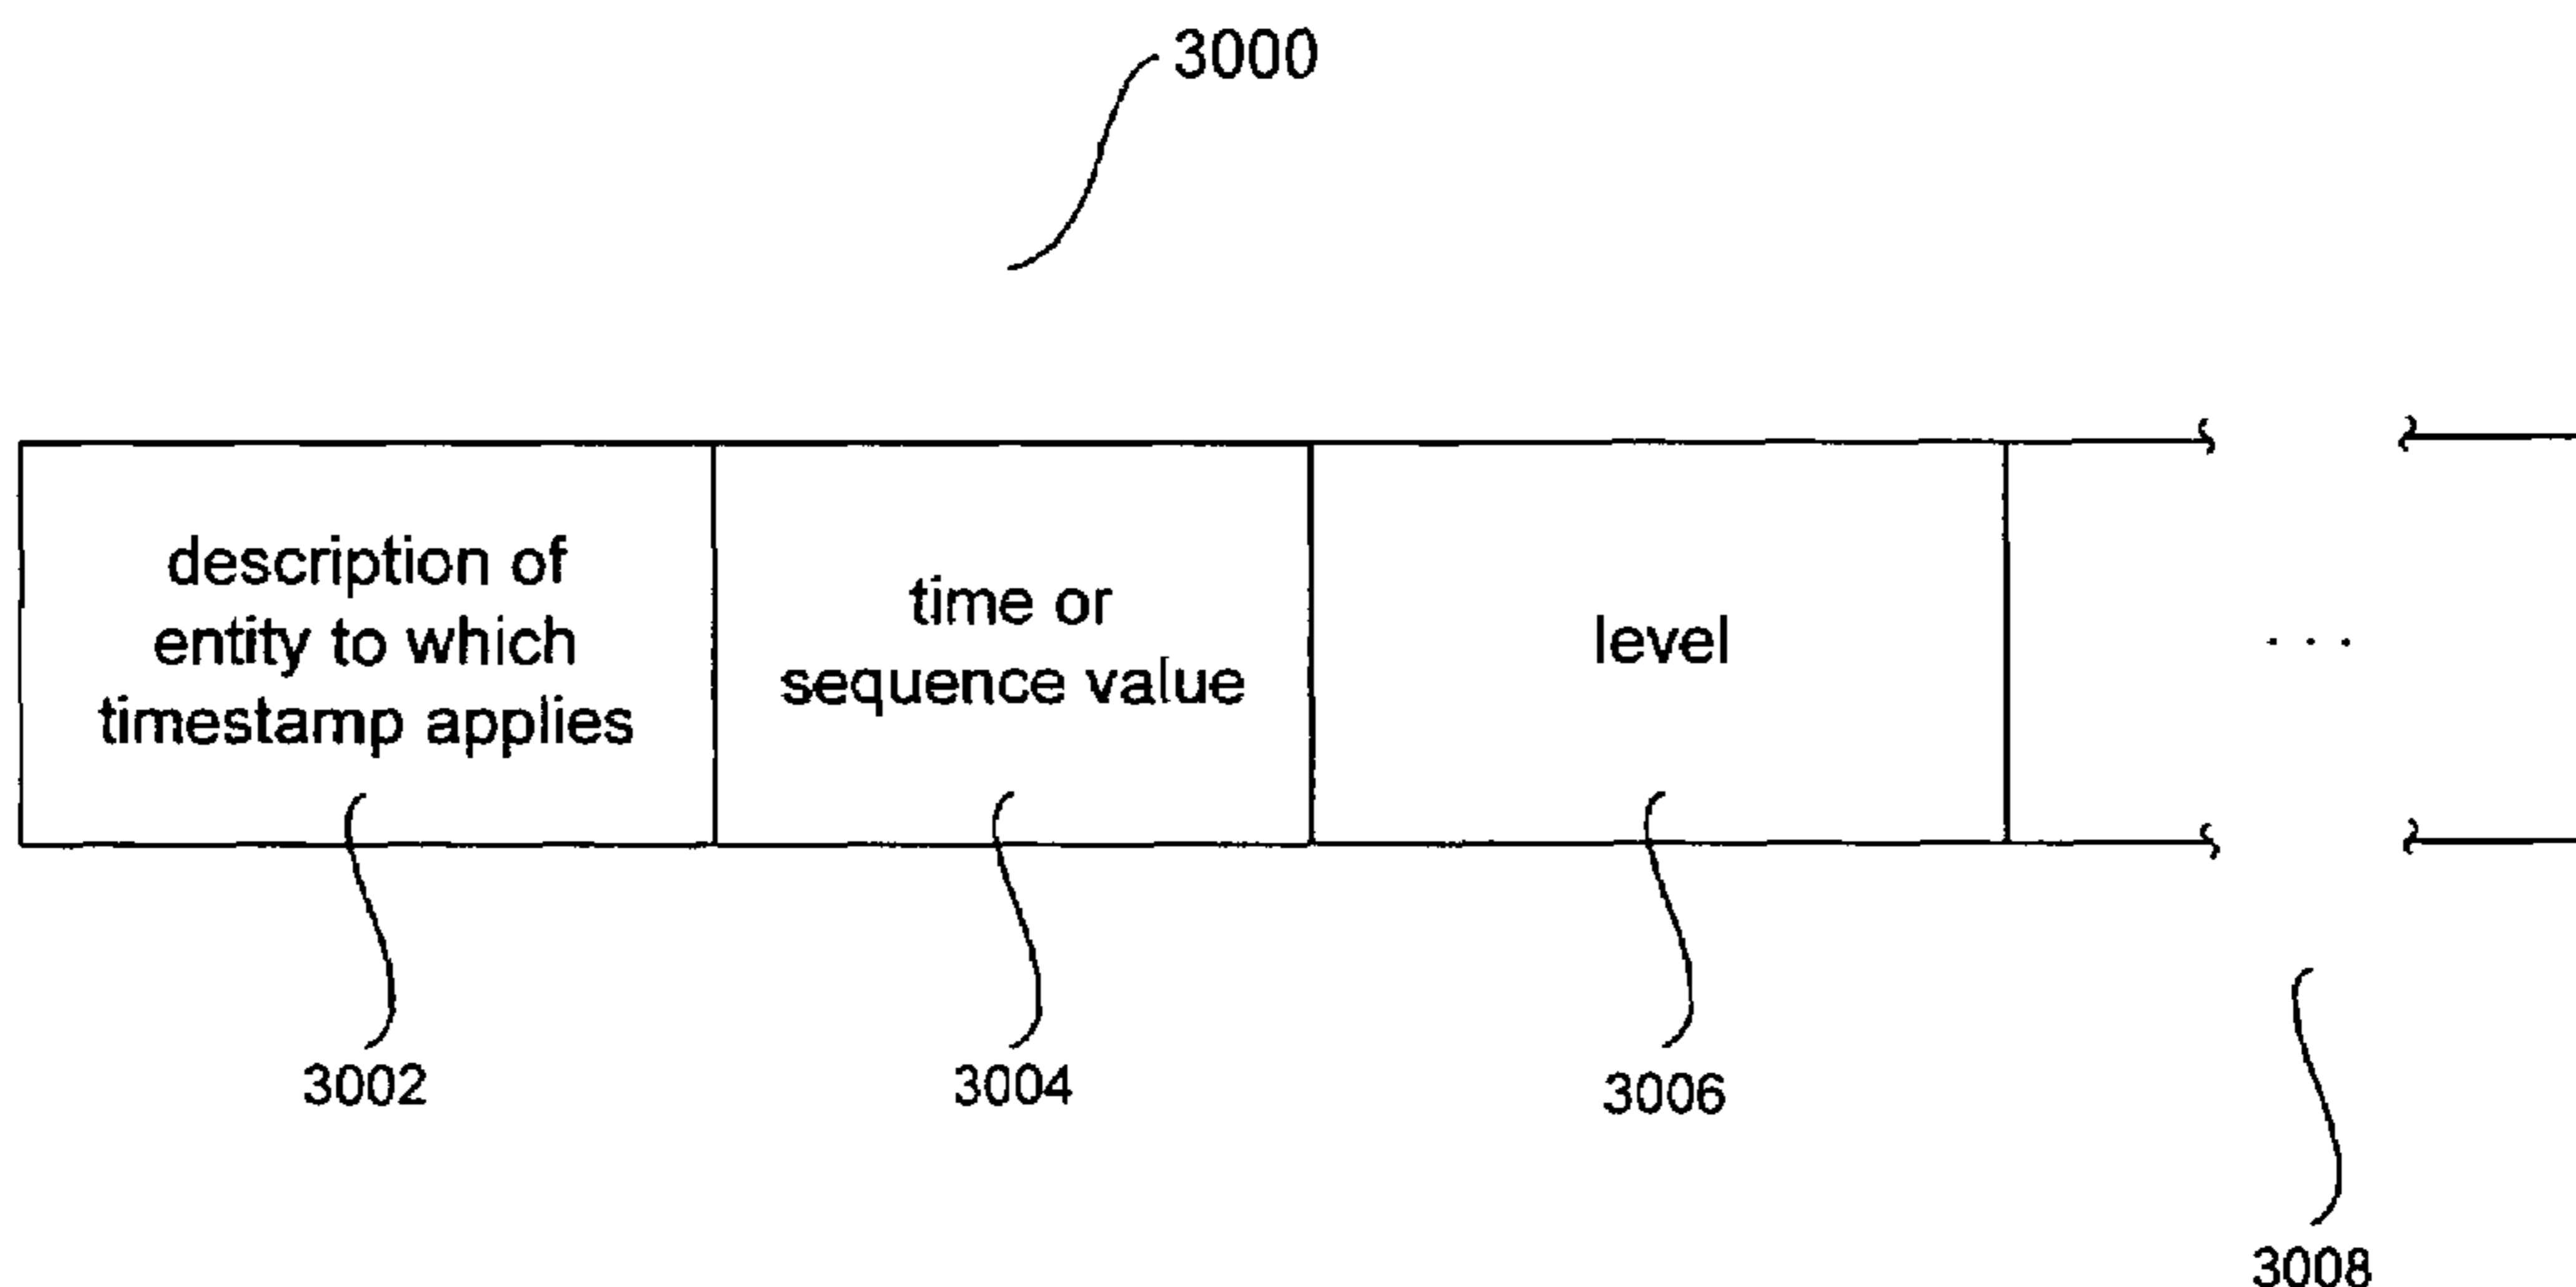 3000
description of
entity to which
timestamp applies
time or
sequence value
level
. . .
3002
3004
3006
3008